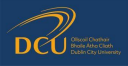 DCU
Ollscoil Chathair
Bhaile Átha Cliath
Dublin City University